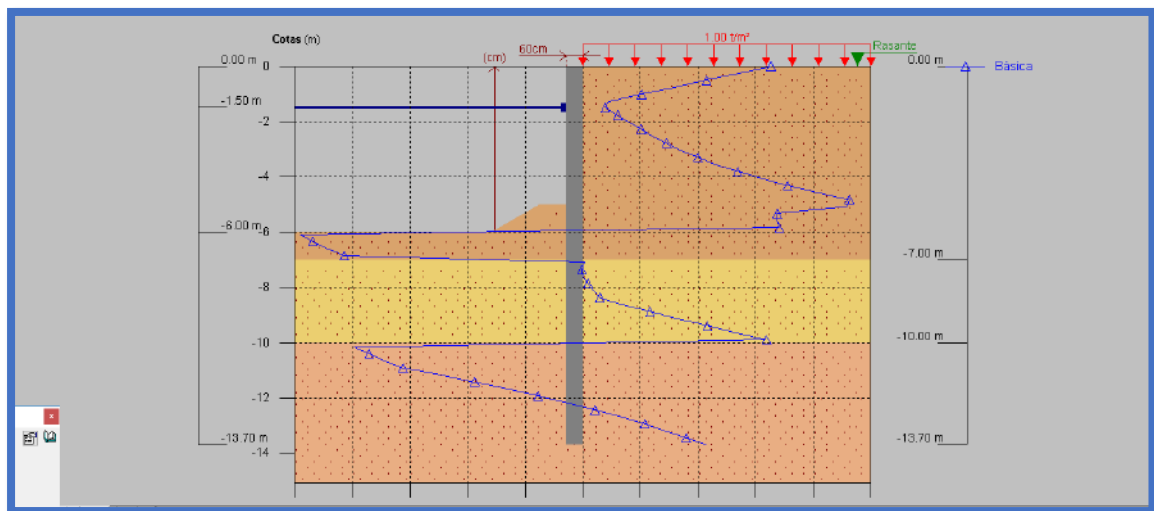 Cotas (m)
(cm)
60cm
1.00 t/m²
Rasante
0.00 m
0
0.00 m
Básica
-1.50 m
-2
-4
-6.00 m
-6
-7.00 m
-8
-10
-10.00 m
-12
-13.70 m
-13.70 m
-14